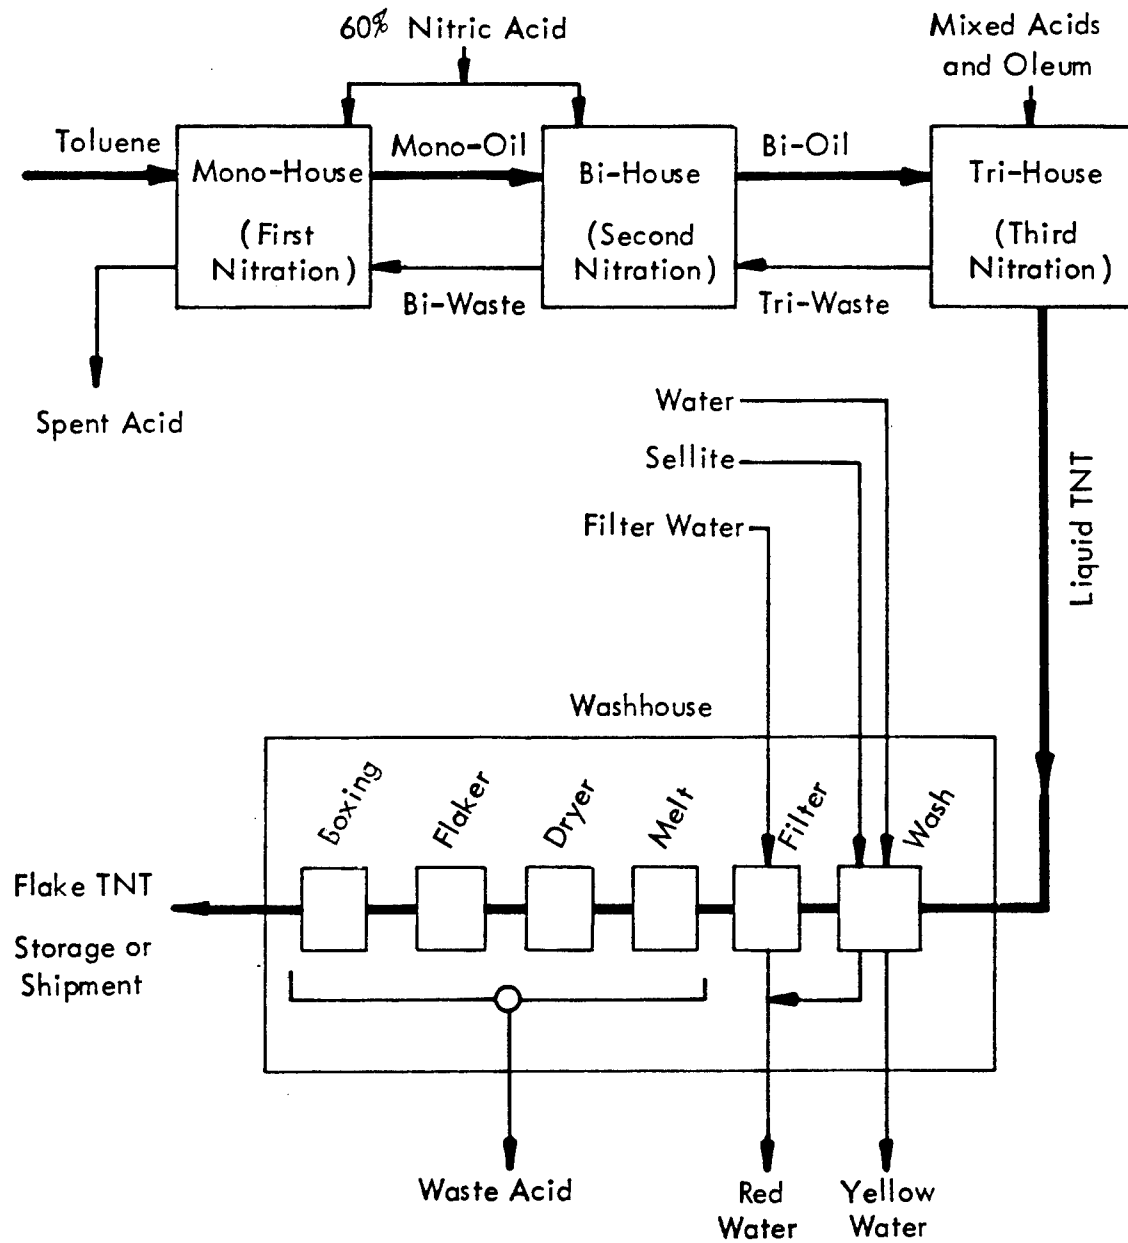 60% Nitric Acid
Mixed Acids
and Oleum
Toluene
Mono-House
(First
Nitration)
Mono-Oil
Bi-House
(Second
Nitration)
Bi-Oil
Tri-House
(Third
Nitration)
Bi-Waste
Tri-Waste
Spent Acid
Water
Sellite
Filter Water
Liquid TNT
Washhouse
Boxing
Flaker
Dryer
Melt
Filter
Wash
Flake TNT
Storage or
Shipment
Waste Acid
Red
Water
Yellow
Water